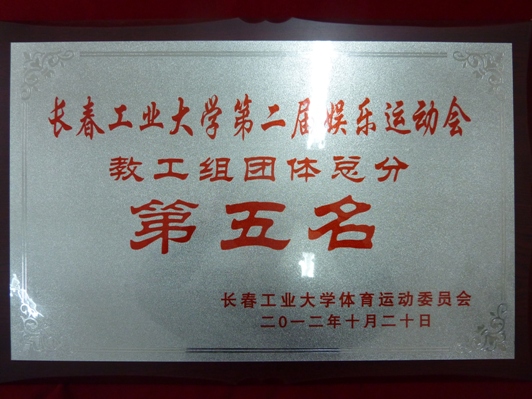 长春工业大学第二届娱乐运动会
教工组团体总分
第五名
长春工业大学体育运动委员会
二〇一二年十月二十日